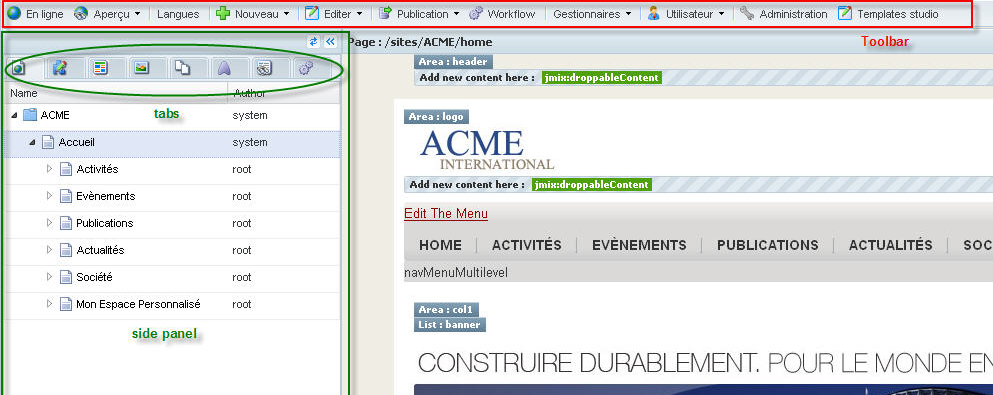 En ligne Aperçu Langues Nouveau Editer Publication Workflow Gestionnaires Utilisateur Administration Templates studio
Toolbar
Page : /sites/ACME/home
tabs
Name Author
ACME system
Accueil system
Activités root
Evènements root
Publications root
Actualités root
Société root
Mon Espace Personnalisé root
side panel
Area : header
Add new content here : jmix:droppableContent
Area : logo
ACME
INTERNATIONAL
Add new content here : jmix:droppableContent
Edit The Menu
HOME ACTIVITÉS EVÈNEMENTS PUBLICATIONS ACTUALITÉS SOC
navMenuMultilevel
Area : col1
List : banner
CONSTRUIRE DURABLEMENT. POUR LE MONDE EN